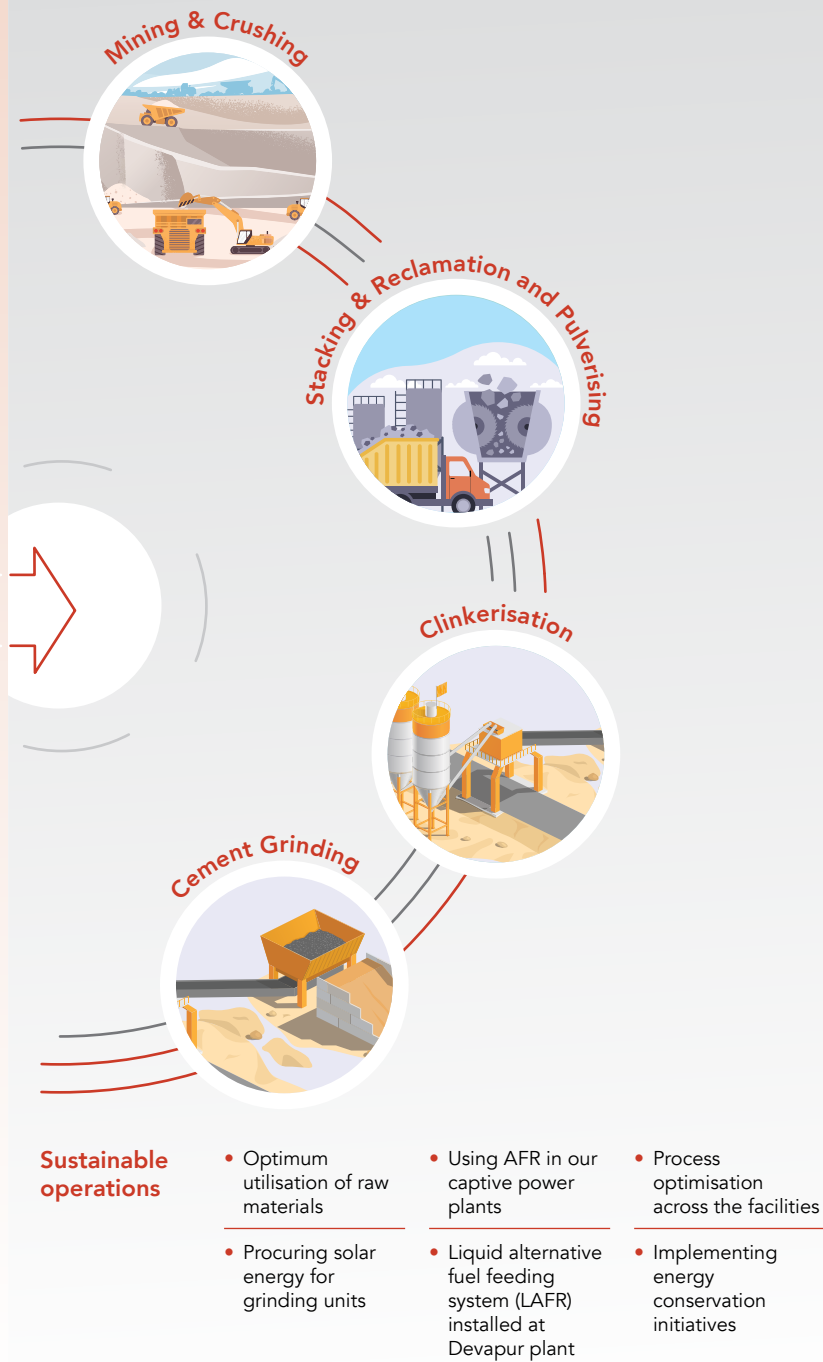 Mining & Crushing
Stacking & Reclamation and Pulverising
Clinkerisation
Cement Grinding
Sustainable
operations
• Optimum
utilisation of raw
materials
• Using AFR in our
captive power
plants
• Process
optimisation
across the facilities
• Procuring solar
energy for
grinding units
• Liquid alternative
fuel feeding
system (LAFR)
installed at
Devapur plant
• Implementing
energy
conservation
initiatives